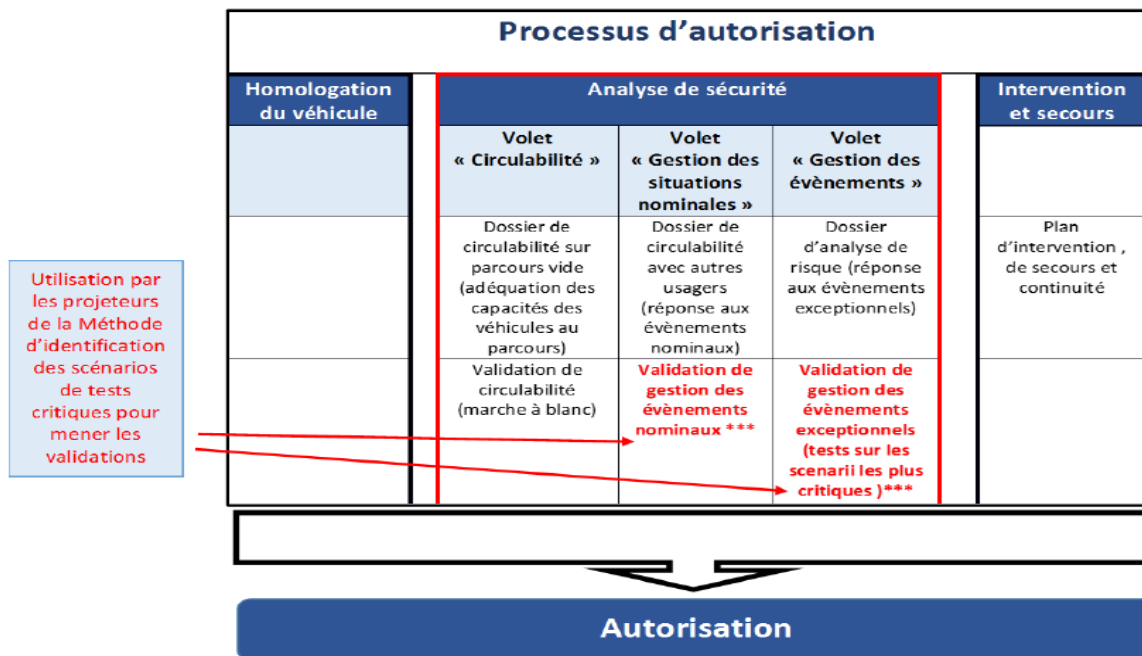 Processus d'autorisation
Homologation
du véhicule
Analyse de sécurité
Intervention
et secours
Volet
« Circulabilité »
Volet
« Gestion des
situations
nominales »
Volet
« Gestion des
évènements »
Dossier de
circulabilité sur
parcours vide
(adéquation des
capacités des
véhicules au
parcours)
Dossier de
circulabilité
avec autres
usagers
(réponse aux
évènements
nominaux)
Dossier
d'analyse de
risque (réponse
aux évènements
exceptionnels)
Plan
d'intervention ,
de secours et
continuité
Utilisation par
les projeteurs
de la Méthode
d'identification
des scénarios
de tests
critiques pour
mener les
validations
Validation de
circulabilité
(marche à blanc)
Validation de
gestion des
évènements
nominaux ***
Validation de
gestion des
évènements
exceptionnels
(tests sur les
scenarii les plus
critiques )***
Autorisation